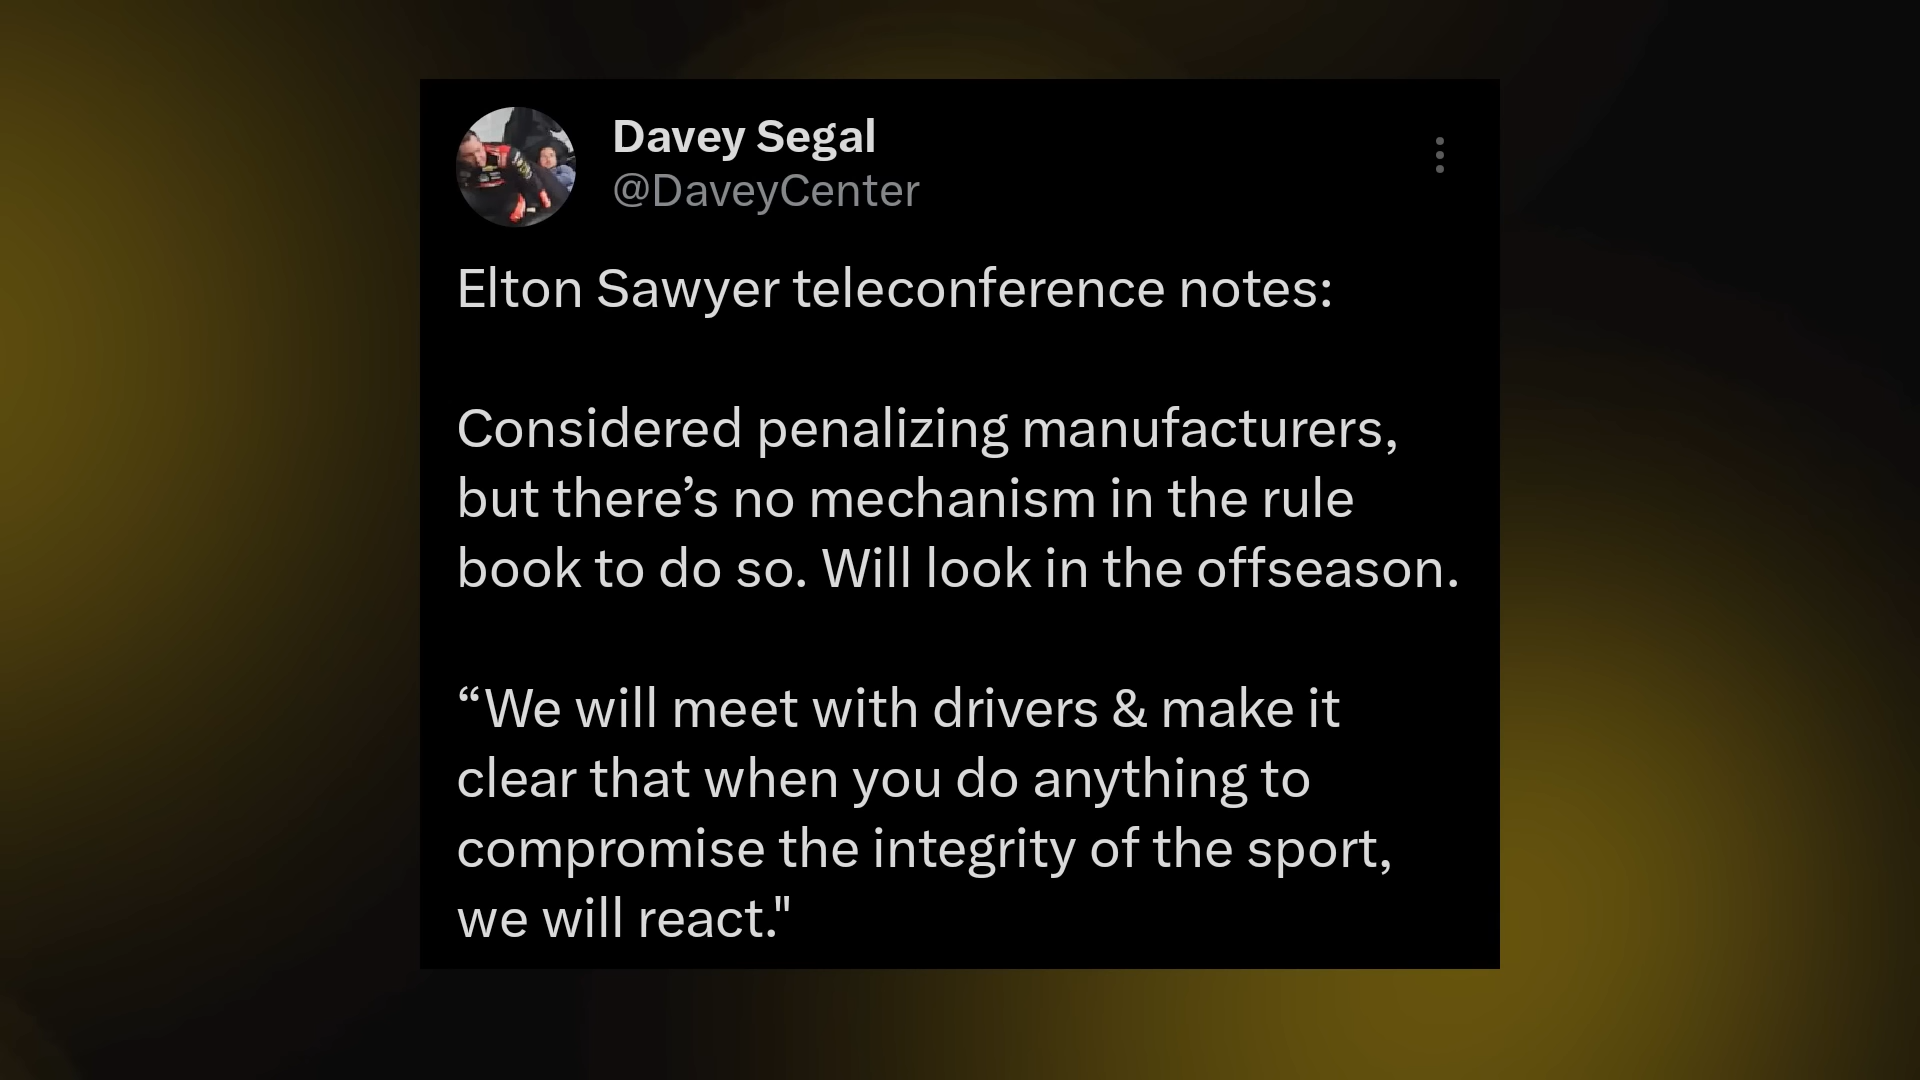 Davey Segal
@DaveyCenter
Elton Sawyer teleconference notes:
Considered penalizing manufacturers,
but there’s no mechanism in the rule
book to do so. Will look in the offseason.
“We will meet with drivers & make it
clear that when you do anything to
compromise the integrity of the sport,
we will react."